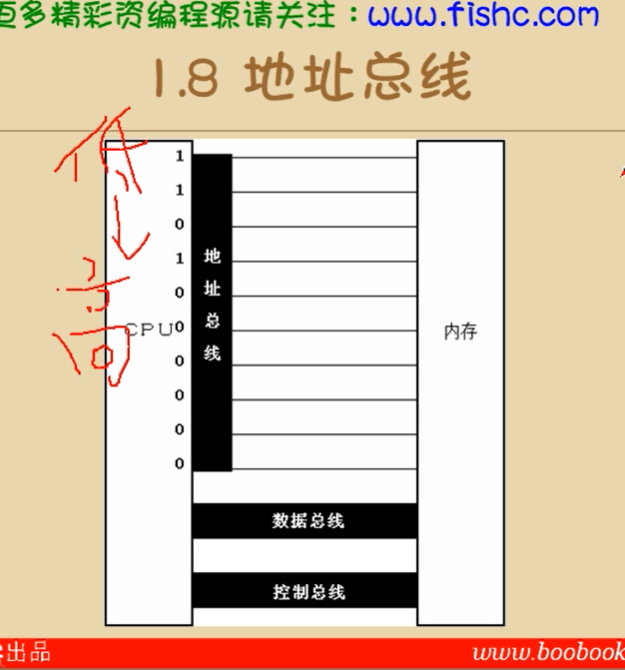 更多精彩资编程源请关注：www.fishc.com
1.8 地址总线
低
1
1
0
1
0
0
0
0
0
0
地址总线
高
CPU
内存
数据总线
控制总线
出品
www.boobook